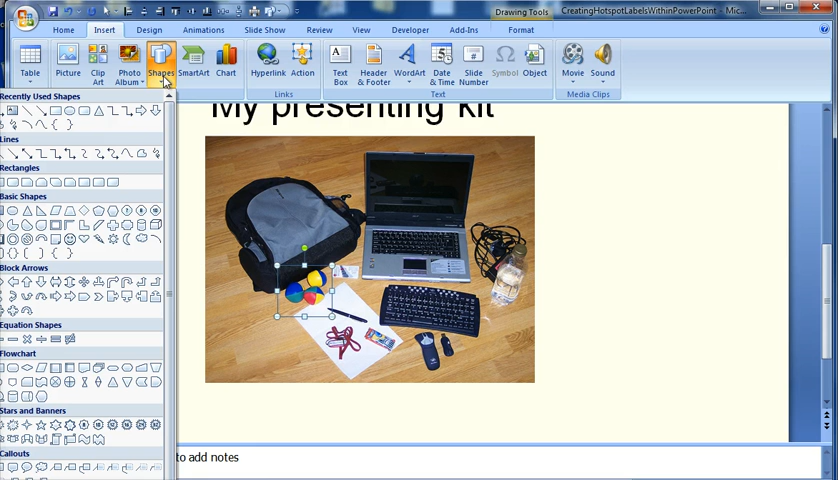 Drawing Tools
CreatingHotspotLabelsWithinPowerPoint - Mic...
Home Insert Design Animations Slide Show Review View Developer Add-Ins Format
Table
Picture
Clip Art
Photo Album
Shapes
SmartArt
Chart
Hyperlink
Action
Text Box
Header & Footer
WordArt
Date & Time
Slide Number
Symbol
Object
Movie
Sound
Links
Text
Media Clips
Recently Used Shapes
Lines
Rectangles
Basic Shapes
Block Arrows
Equation Shapes
Flowchart
Stars and Banners
Callouts
My presenting kit
to add notes